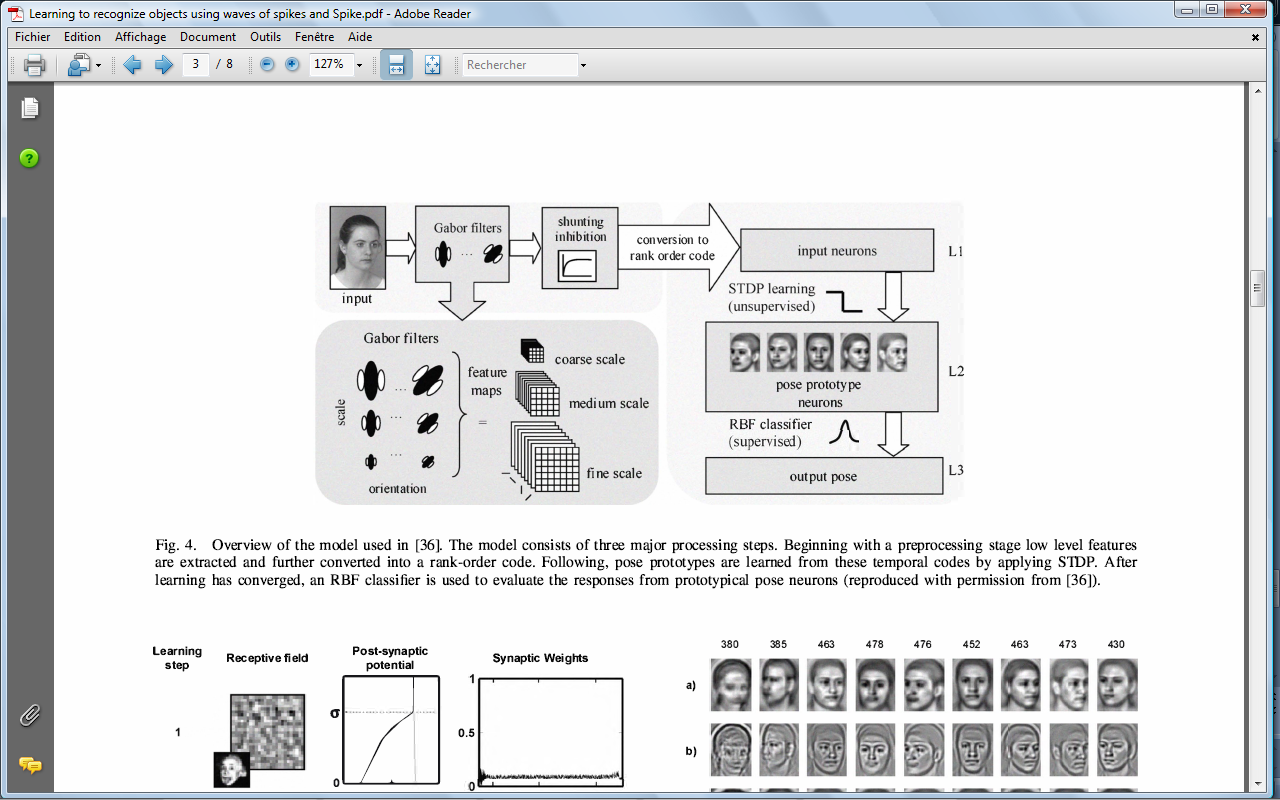 Learning to recognize objects using waves of spikes and Spike.pdf - Adobe Reader
Fichier Edition Affichage Document Outils Fenêtre Aide
3 / 8 127% Rechercher
input
Gabor filters
...
shunting
inhibition
conversion to
rank order code
input neurons
L1
STDP learning
(unsupervised)
pose prototype
neurons
L2
RBF classifier
(supervised)
output pose
L3
Gabor filters
scale
orientation
feature
maps
=
coarse scale
medium scale
fine scale
Fig. 4. Overview of the model used in [36]. The model consists of three major processing steps. Beginning with a preprocessing stage low level features
are extracted and further converted into a rank-order code. Following, pose prototypes are learned from these temporal codes by applying STDP. After
learning has converged, an RBF classifier is used to evaluate the responses from prototypical pose neurons (reproduced with permission from [36]).
Learning
step
Receptive field
Post-synaptic
potential
Synaptic Weights
1
σ
0
1
0.5
0
380 385 463 478 476 452 463 473 430
a)
b)